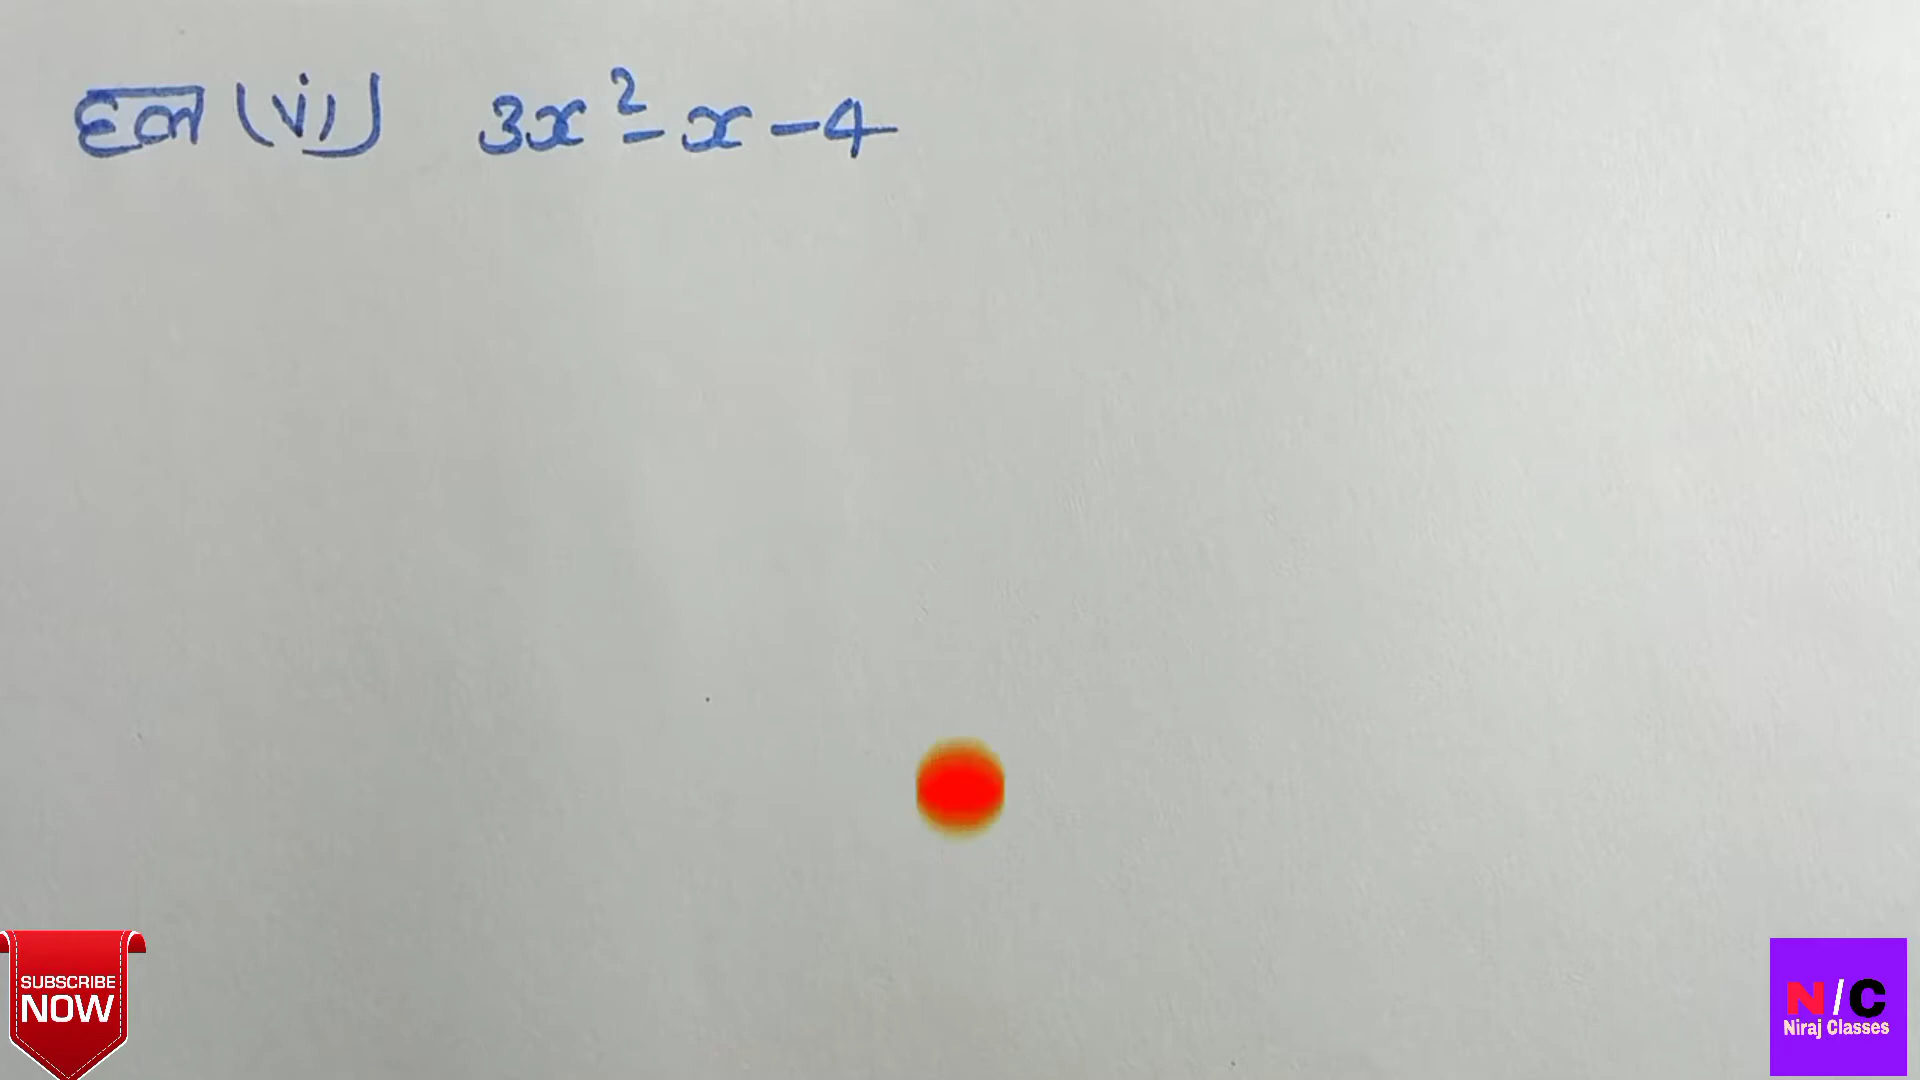 हल (vi) 3x² - x - 4
SUBSCRIBE
NOW
N/C
Niraj Classes